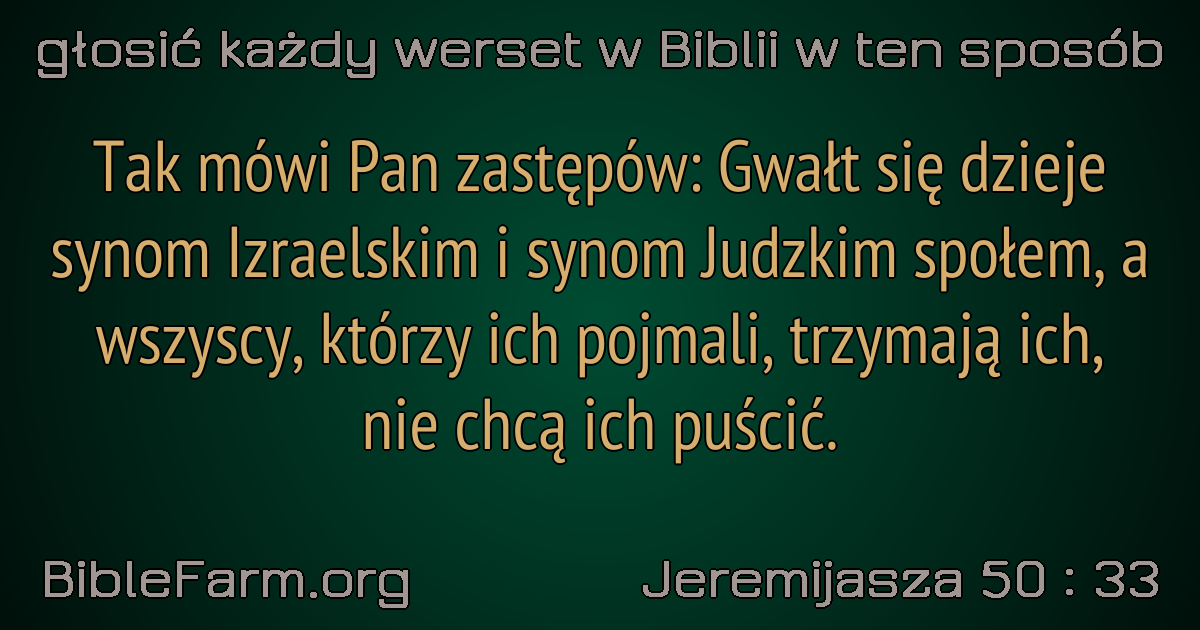 głosić każdy werset w Biblii w ten sposób
Tak mówi Pan zastępów: Gwałt się dzieje
synom Izraelskim i synom Judzkim społem, a
wszyscy, którzy ich pojmali, trzymają ich,
nie chcą ich puścić.
BibleFarm.org
Jeremijasza 50 : 33